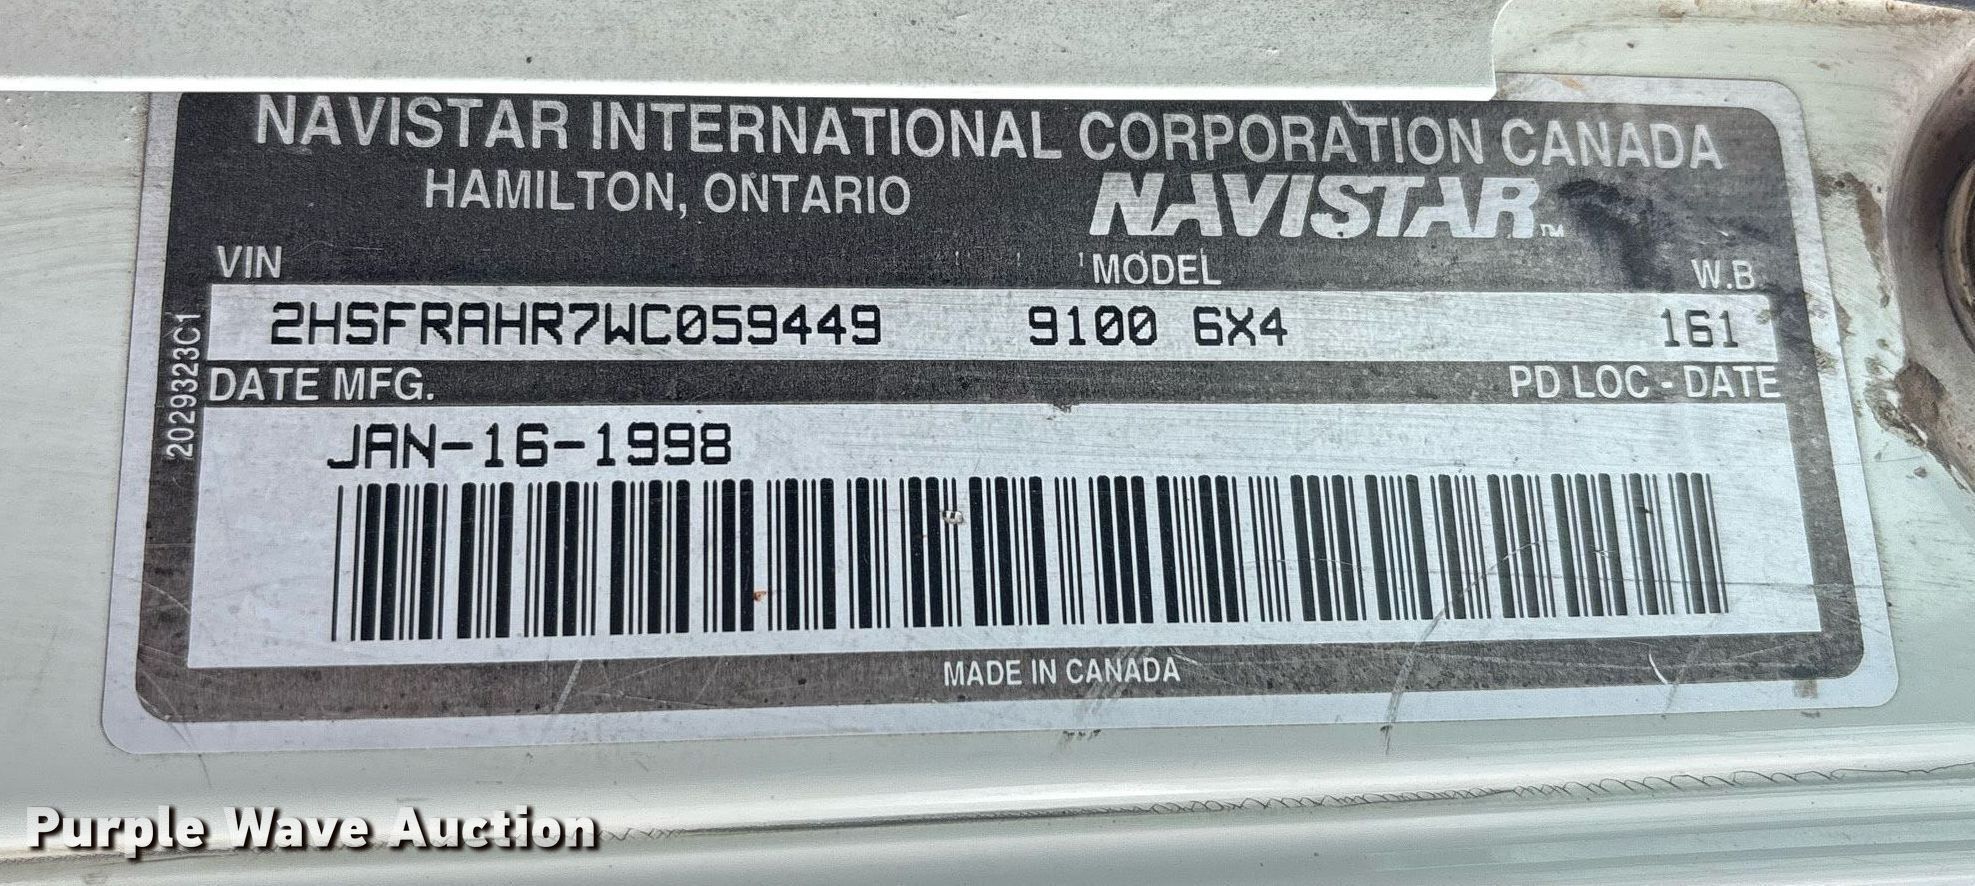 NAVISTAR INTERNATIONAL CORPORATION CANADA
HAMILTON, ONTARIO
NAVISTAR™
VIN MODEL W.B.
2HSFRAHR7WC059449 9100 6X4 161
DATE MFG. PD LOC - DATE
JAN-16-1998
2029323C1
MADE IN CANADA
Purple Wave Auction